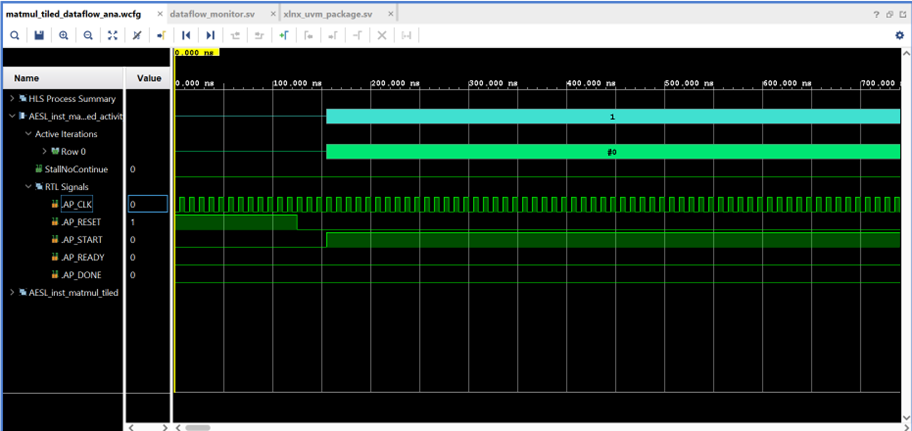 matmul_tiled_dataflow_ana.wcfg × dataflow_monitor.sv × xlnx_uvm_package.sv × ? _ □ ×
0.000 ns
Name Value
0.000 ns 100.000 ns 200.000 ns 300.000 ns 400.000 ns 500.000 ns 600.000 ns 700.000
HLS Process Summary
AESL_inst_ma...ed_activit 1
Active Iterations
Row 0 #0
StallNoContinue 0
RTL Signals
.AP_CLK 0
.AP_RESET 1
.AP_START 0
.AP_READY 0
.AP_DONE 0
AESL_inst_matmul_tiled